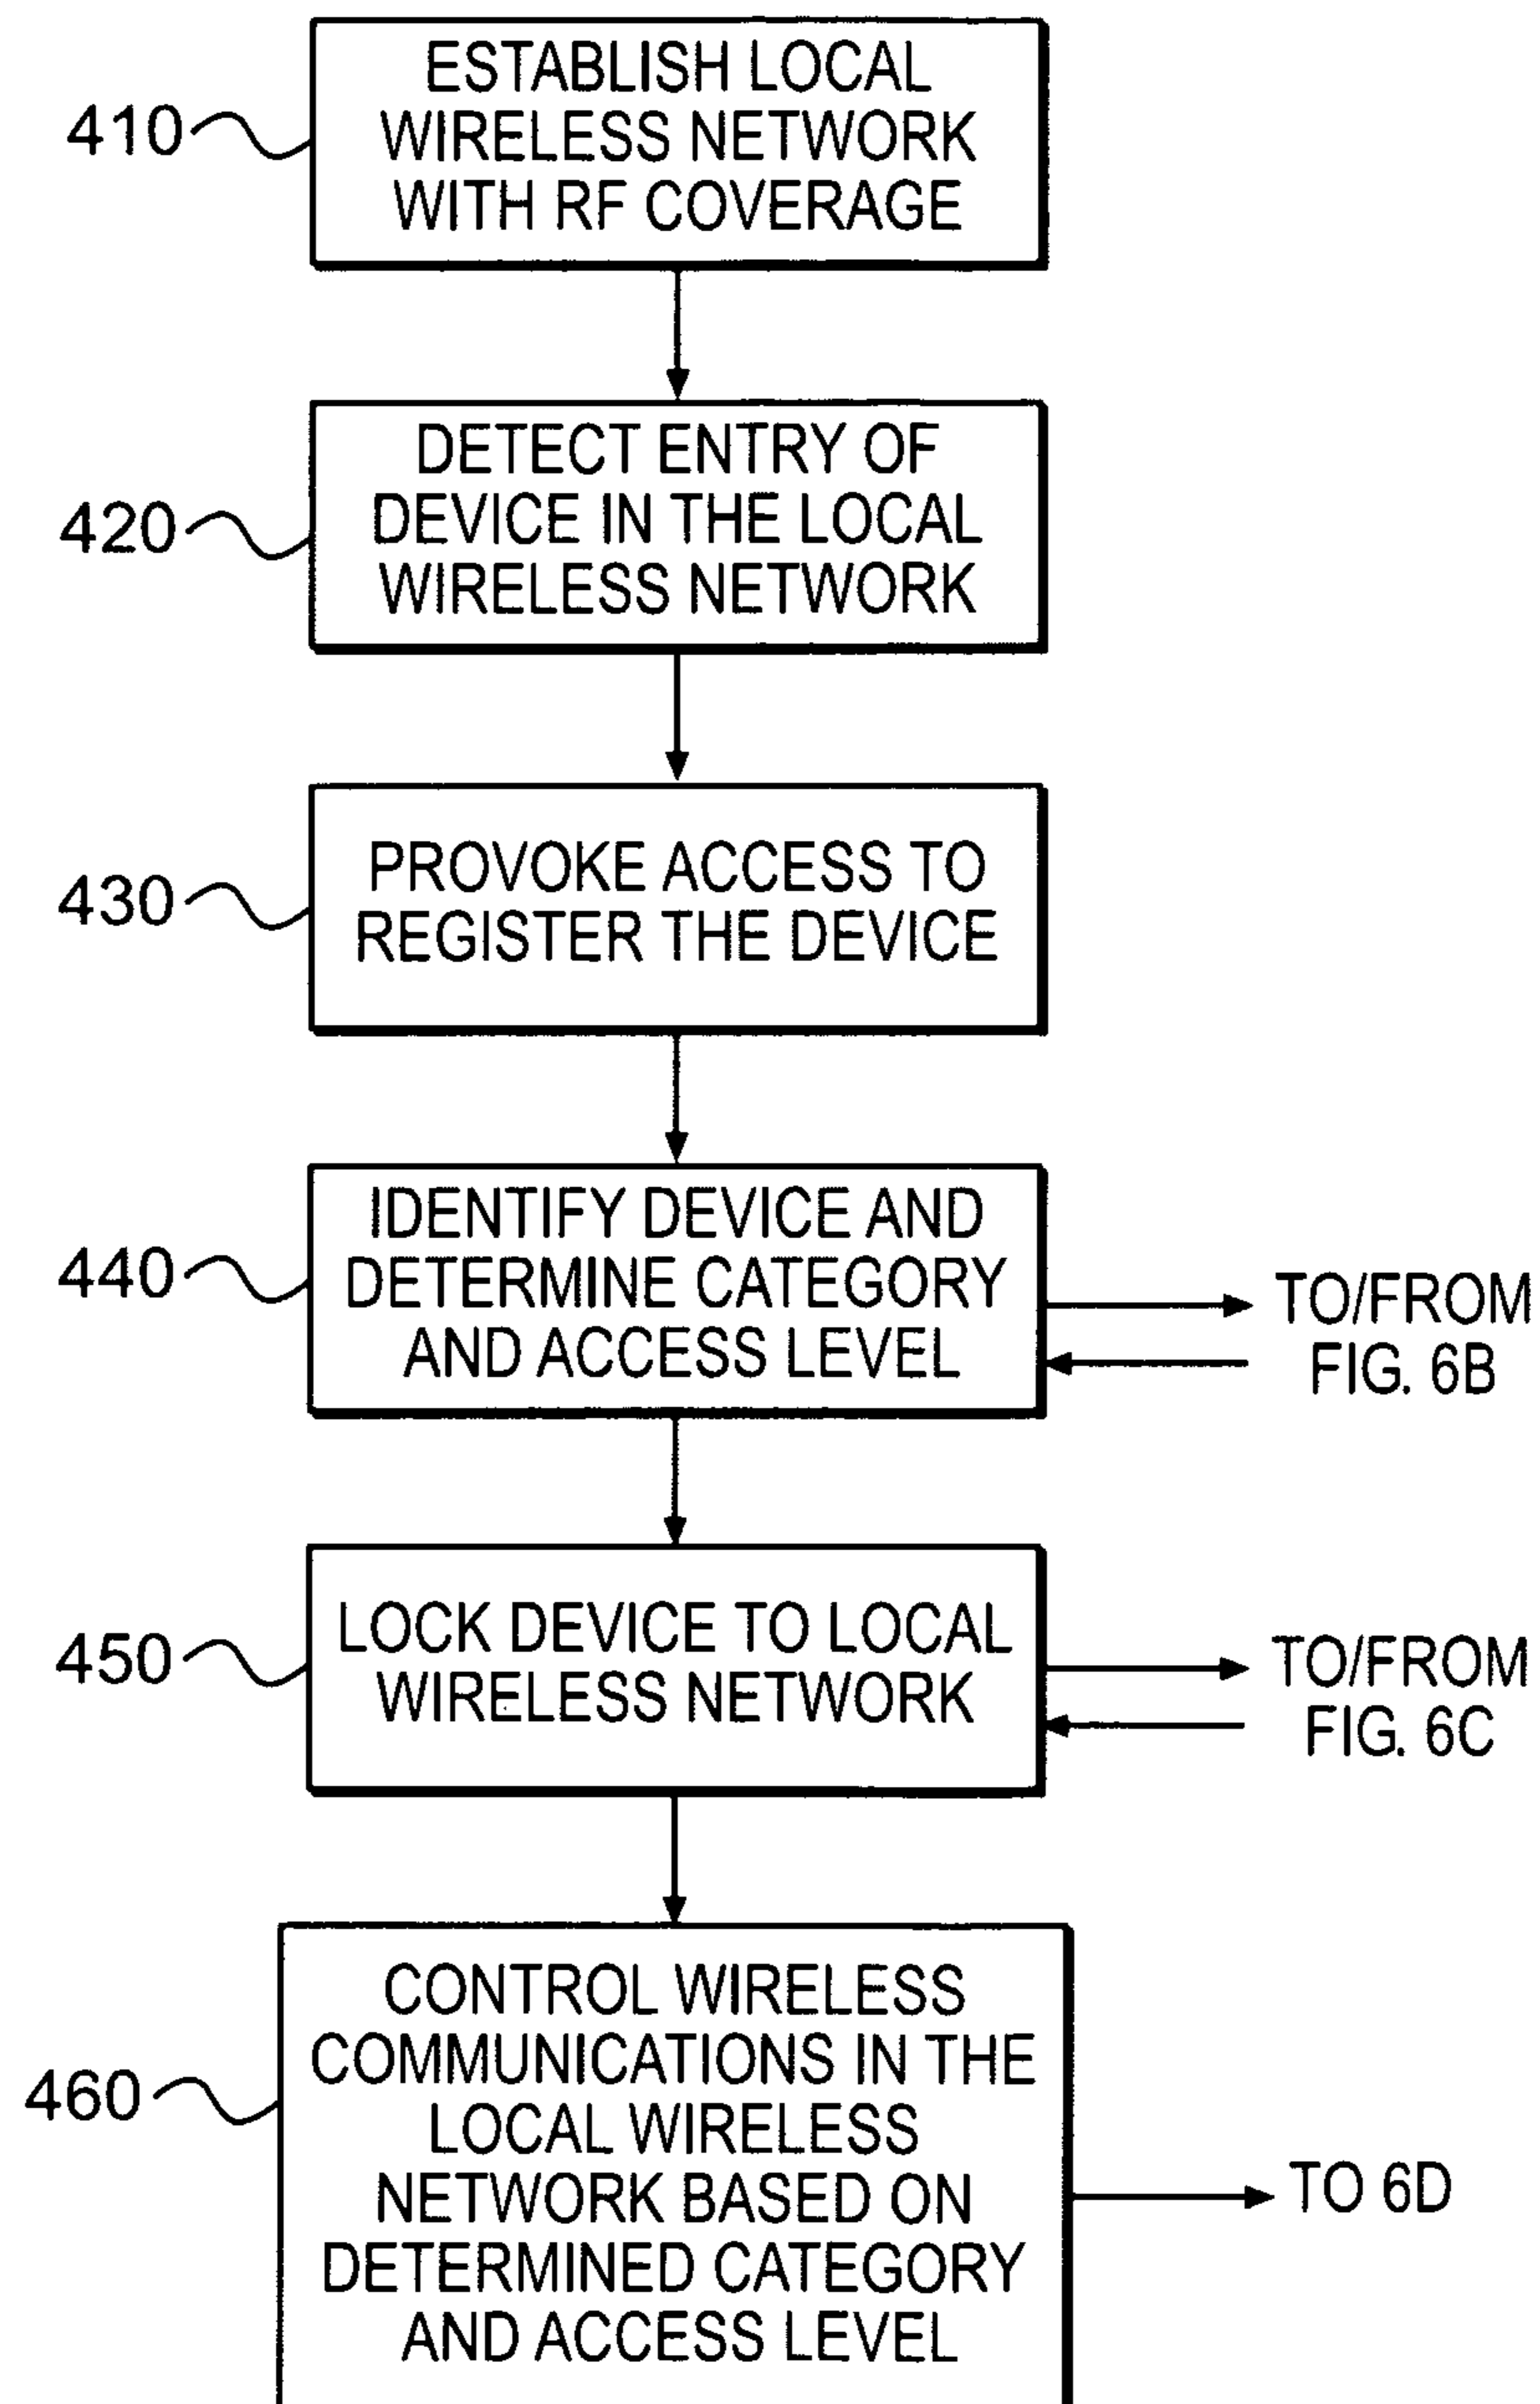 410
ESTABLISH LOCAL
WIRELESS NETWORK
WITH RF COVERAGE
420
DETECT ENTRY OF
DEVICE IN THE LOCAL
WIRELESS NETWORK
430
PROVOKE ACCESS TO
REGISTER THE DEVICE
440
IDENTIFY DEVICE AND
DETERMINE CATEGORY
AND ACCESS LEVEL
TO/FROM
FIG. 6B
450
LOCK DEVICE TO LOCAL
WIRELESS NETWORK
TO/FROM
FIG. 6C
460
CONTROL WIRELESS
COMMUNICATIONS IN THE
LOCAL WIRELESS
NETWORK BASED ON
DETERMINED CATEGORY
AND ACCESS LEVEL
TO 6D